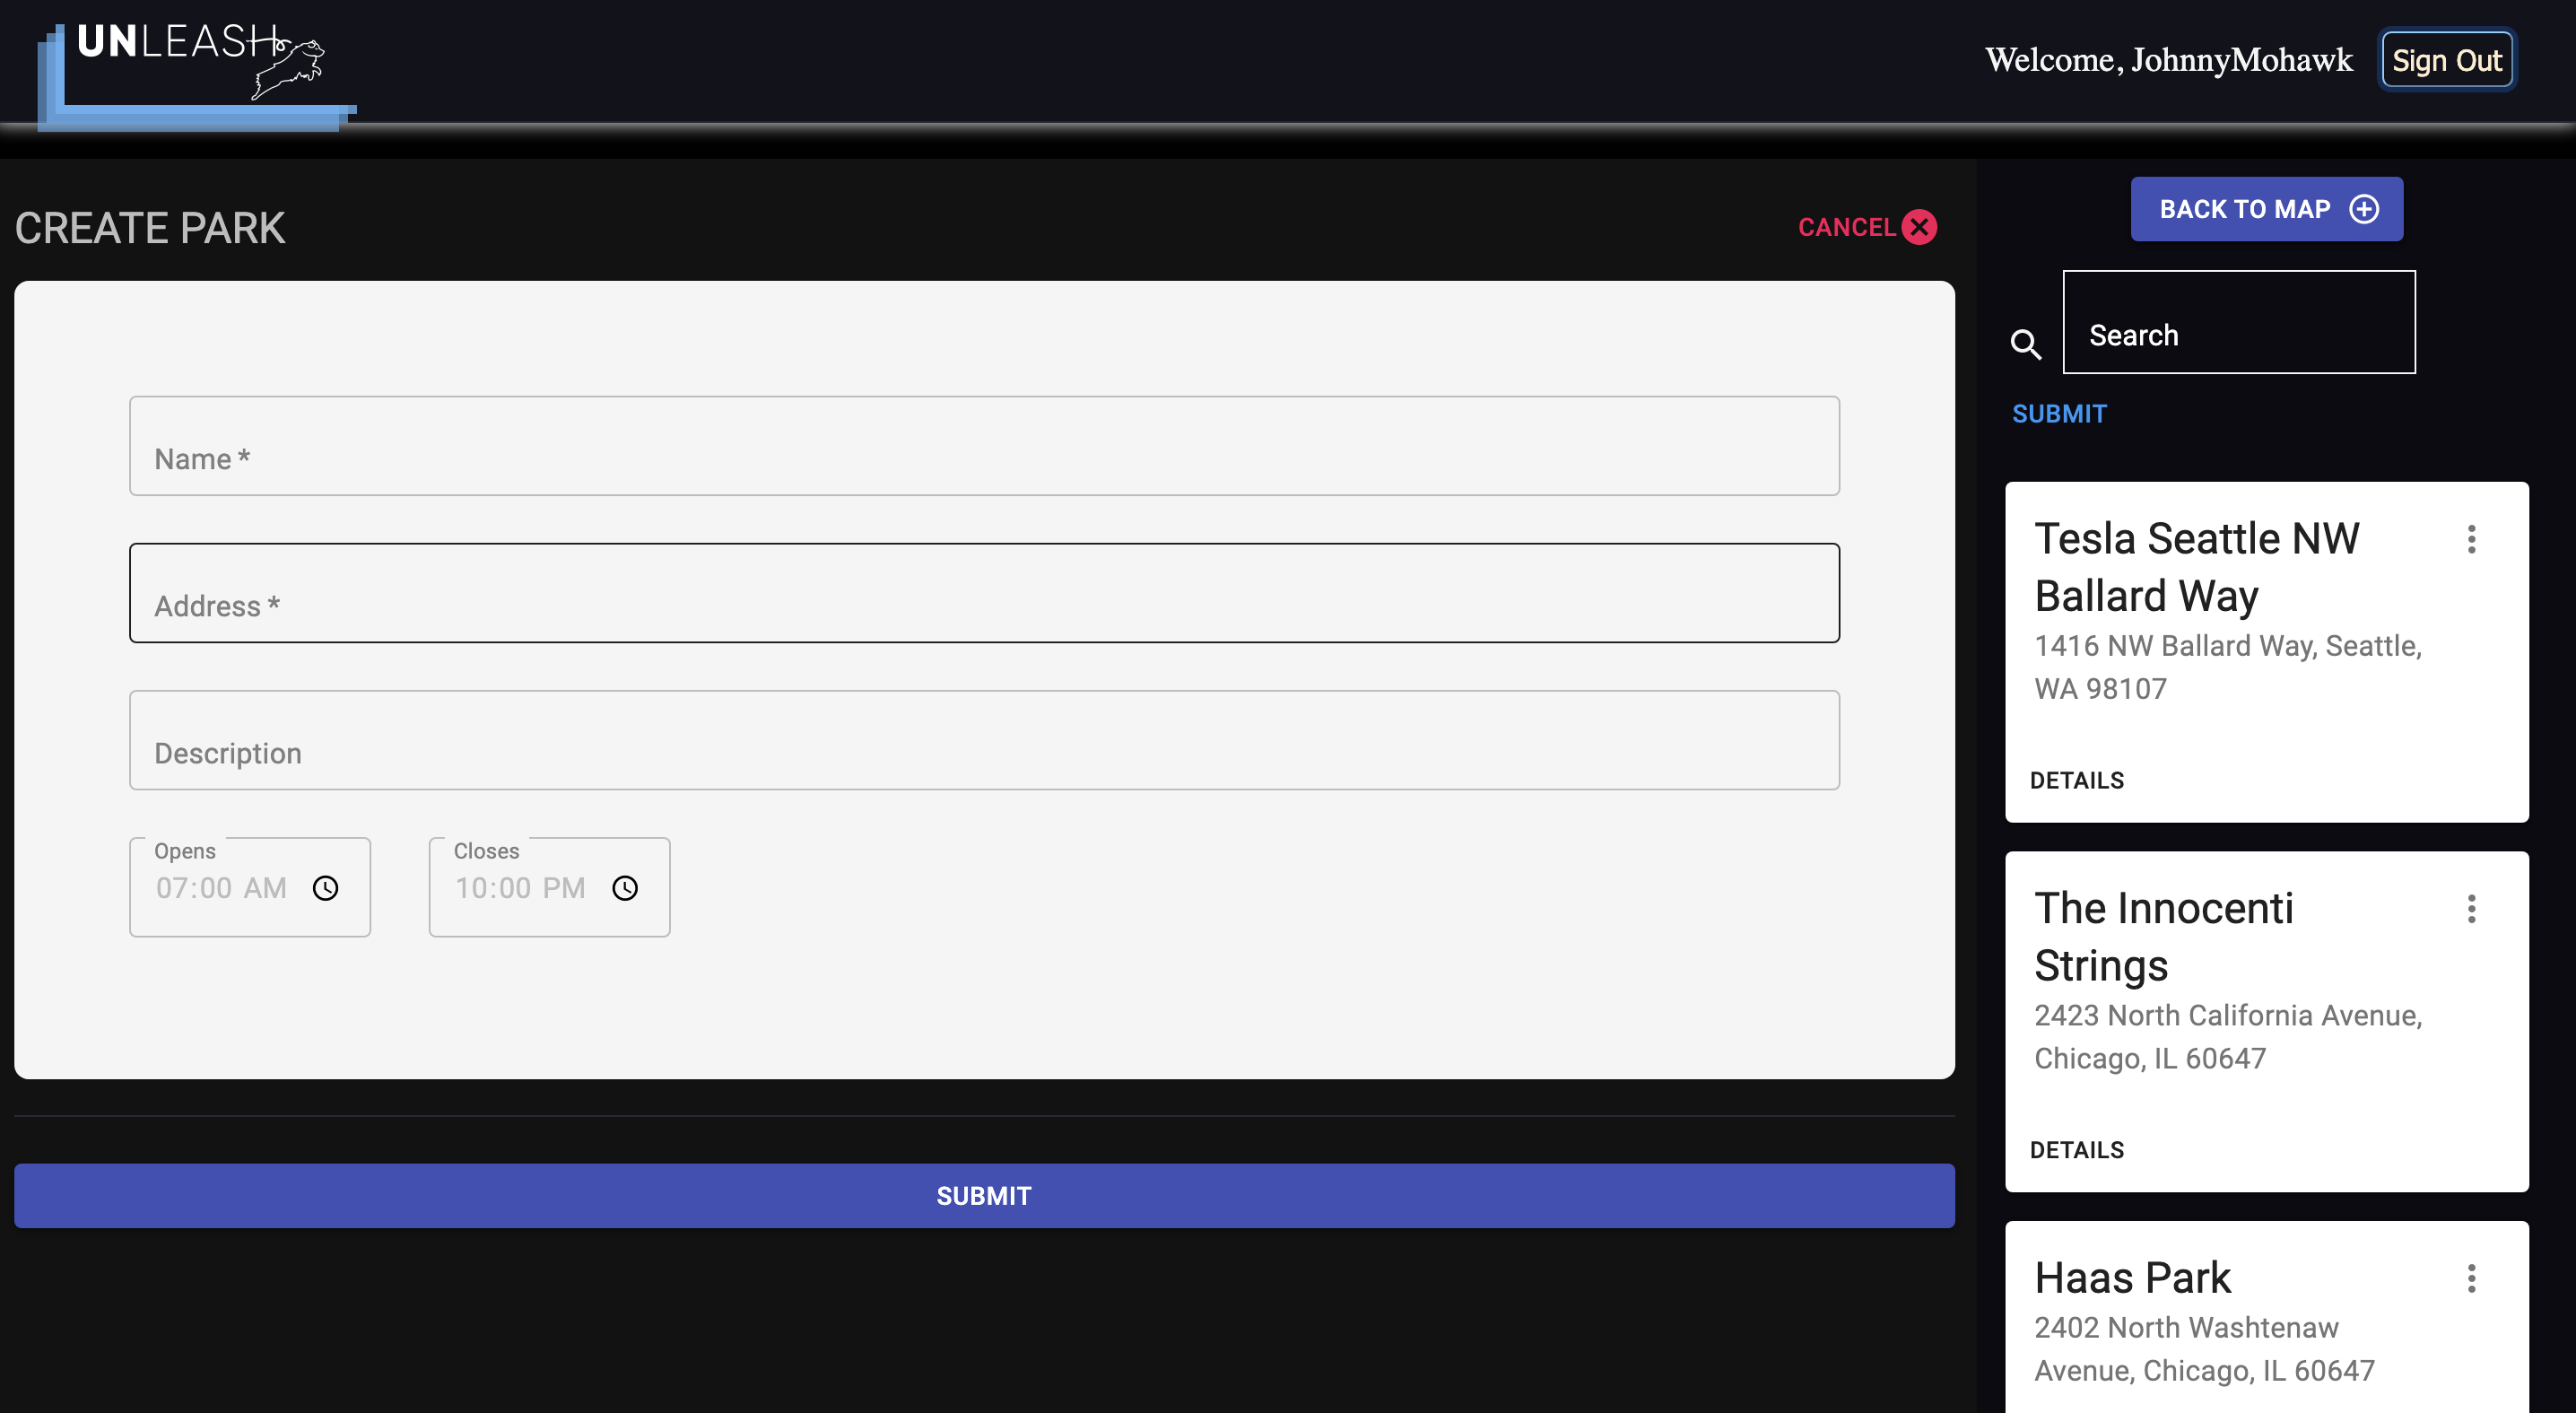 UNLEASH
Welcome, JohnnyMohawk
Sign Out
CREATE PARK
CANCEL
Name *
Address *
Description
Opens
07:00 AM
Closes
10:00 PM
SUBMIT
BACK TO MAP
Search
SUBMIT
Tesla Seattle NW
Ballard Way
1416 NW Ballard Way, Seattle,
WA 98107
DETAILS
The Innocenti
Strings
2423 North California Avenue,
Chicago, IL 60647
DETAILS
Haas Park
2402 North Washtenaw
Avenue, Chicago, IL 60647